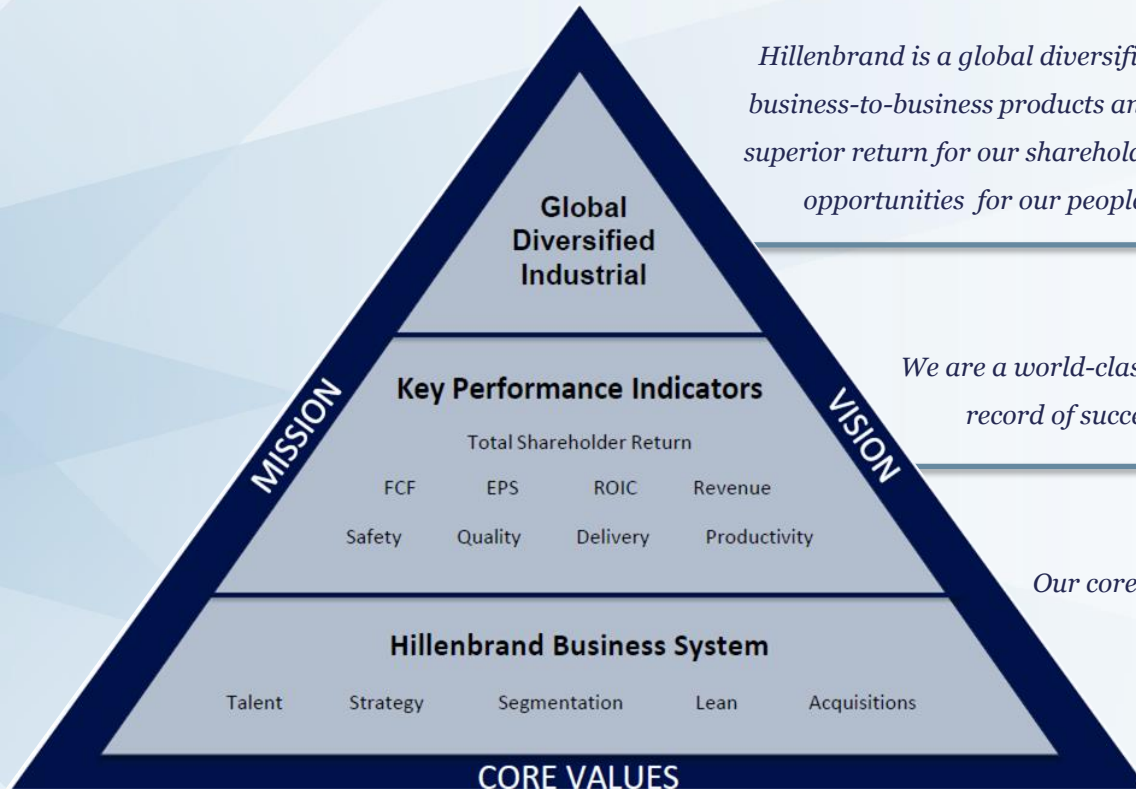 Hillenbrand is a global diversifi
business-to-business products an
superior return for our sharehold
opportunities for our people
Global
Diversified
Industrial
We are a world-clas
record of succe
MISSION
VISION
Key Performance Indicators
Total Shareholder Return
FCF EPS ROIC Revenue
Safety Quality Delivery Productivity
Our core
Hillenbrand Business System
Talent Strategy Segmentation Lean Acquisitions
CORE VALUES